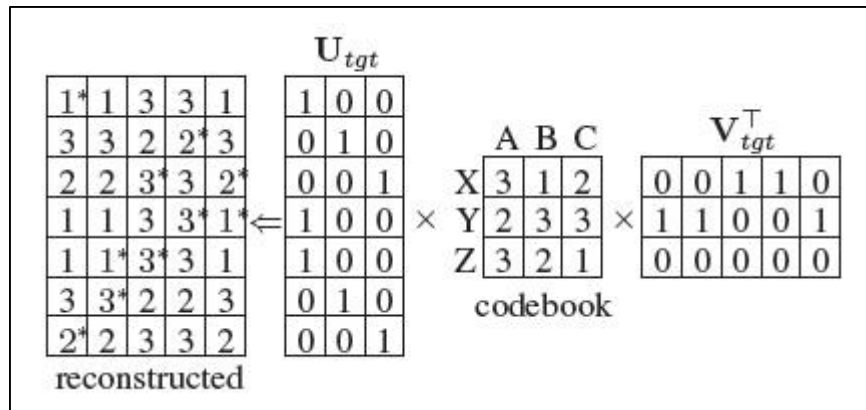 U_tgt
V_tgt^⊤
A B C
1* 1 3 3 1 1 0 0
3 3 2 2* 3 0 1 0
2 2 3* 3 2* 0 0 1 X 3 1 2 0 0 1 1 0
1 1 3 3* 1* ⇐ 1 0 0 × Y 2 3 3 × 1 1 0 0 1
1 1* 3* 3 1 1 0 0 Z 3 2 1 0 0 0 0 0
3 3* 2 2 3 0 1 0 codebook
2* 2 3 3 2 0 0 1
reconstructed